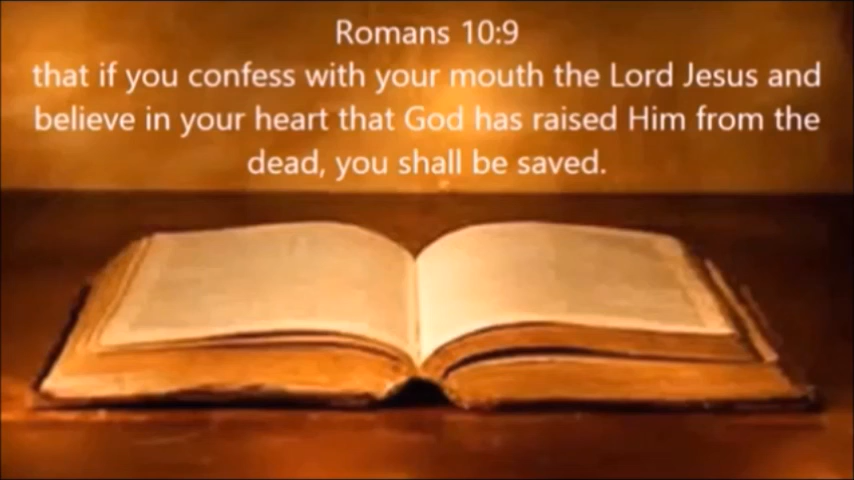 Romans 10:9
that if you confess with your mouth the Lord Jesus and
believe in your heart that God has raised Him from the
dead, you shall be saved.